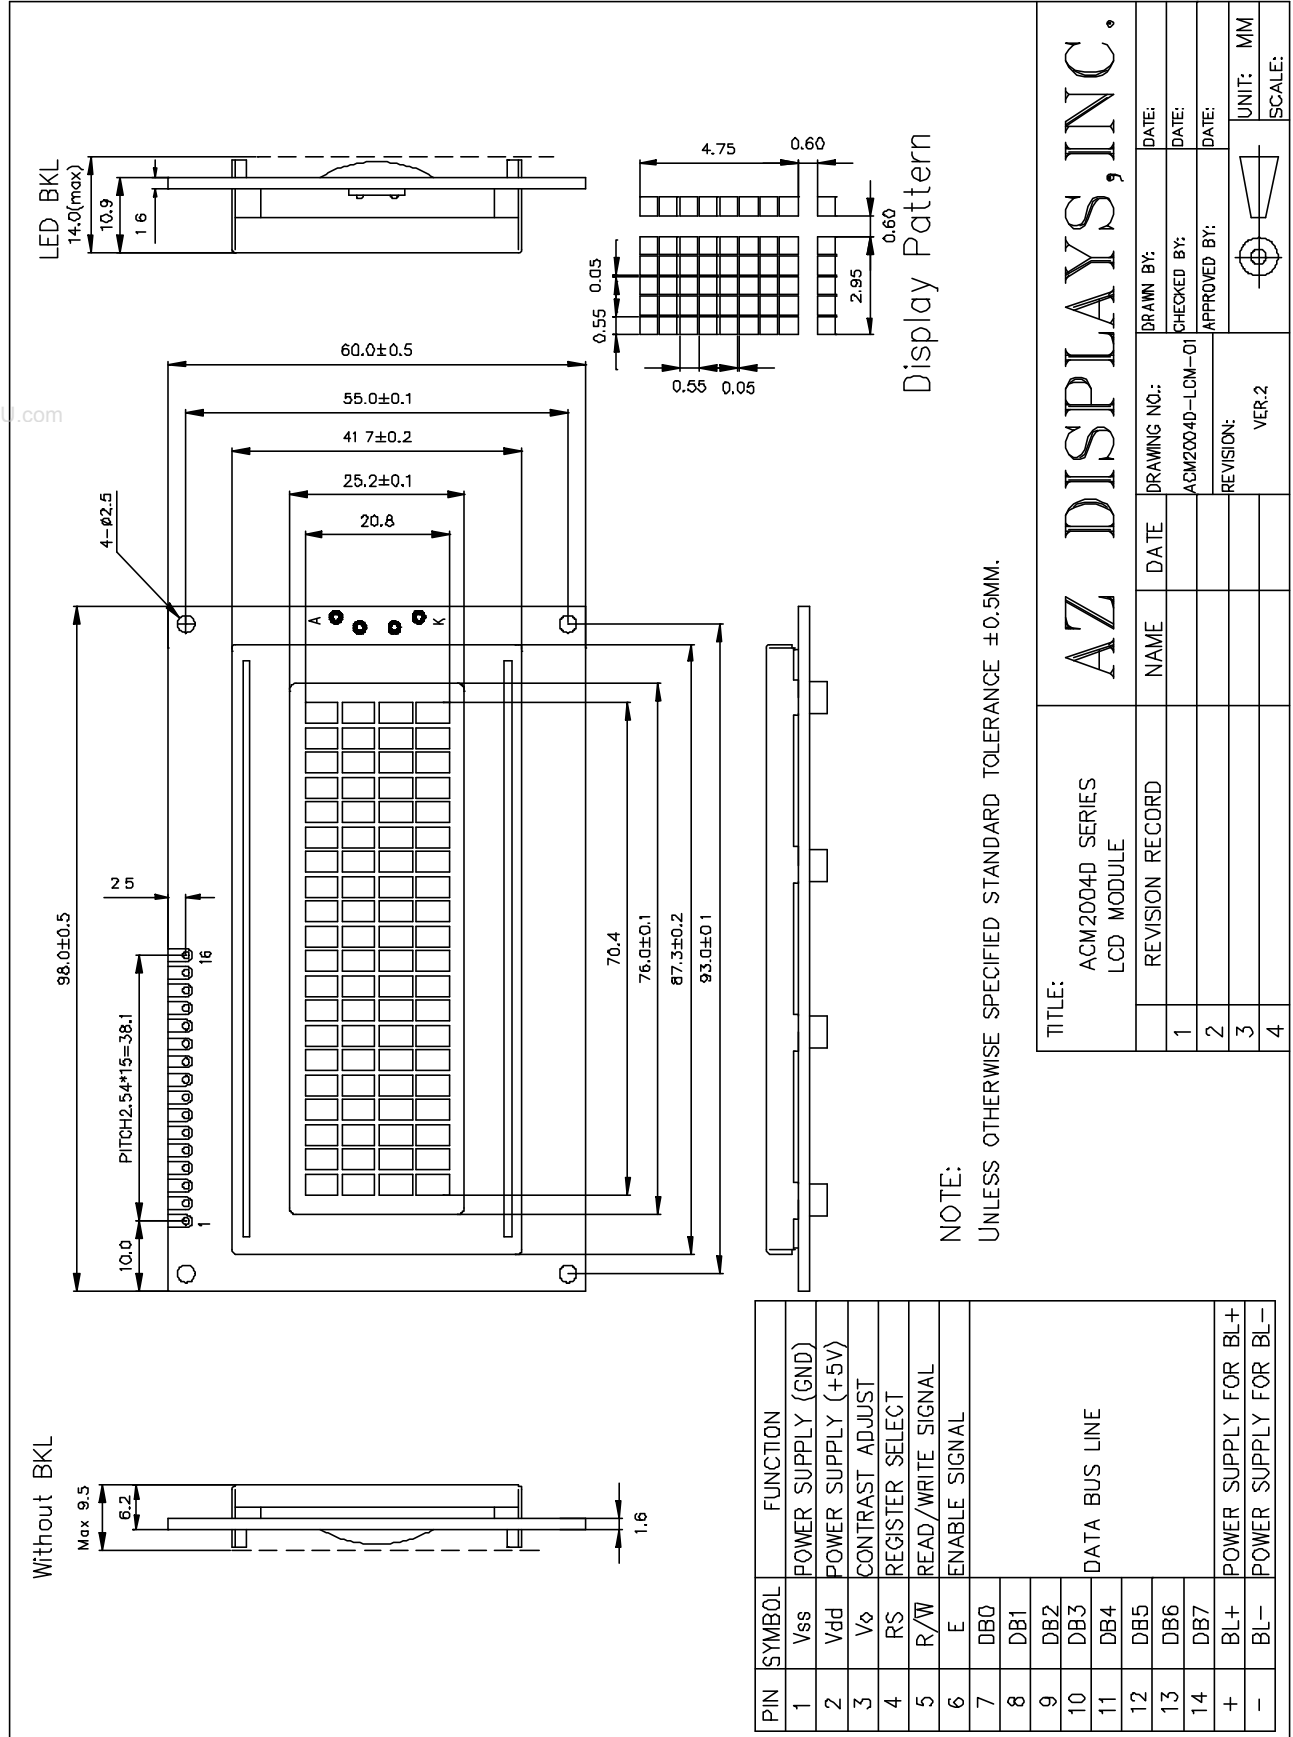 Without BKL
Max 9.5
6.2
1.6
98.0±0.5
10.0
PITCH2.54*15=38.1
2 5
1
16
4-ø2.5
A
K
60.0±0.5
55.0±0.1
41 7±0.2
25.2±0.1
20.8
70.4
76.0±0.1
87.3±0.2
93.0±0 1
LED BKL
14.0(max)
10.9
1 6
4.75
0.60
0.60
2.95
0.55
0.05
0.55
0.05
Display Pattern
U.com
NOTE:
UNLESS OTHERWISE SPECIFIED STANDARD TOLERANCE ±0.5MM.
PIN SYMBOL FUNCTION
1 Vss POWER SUPPLY (GND)
2 Vdd POWER SUPPLY (+5V)
3 Vo CONTRAST ADJUST
4 RS REGISTER SELECT
5 R/W̅ READ/WRITE SIGNAL
6 E ENABLE SIGNAL
7 DB0
8 DB1
9 DB2
10 DB3
11 DB4
12 DB5
13 DB6
14 DB7
DATA BUS LINE
+ BL+ POWER SUPPLY FOR BL+
- BL- POWER SUPPLY FOR BL-
TITLE:
ACM2004D SERIES
LCD MODULE
AZ DISPLAYS,INC.
REVISION RECORD NAME DATE
1
2
3
4
DRAWING NO.:
ACM2004D-LCM-01
REVISION:
VER.2
DRAWN BY: DATE:
CHECKED BY: DATE:
APPROVED BY: DATE:
UNIT: MM
SCALE: